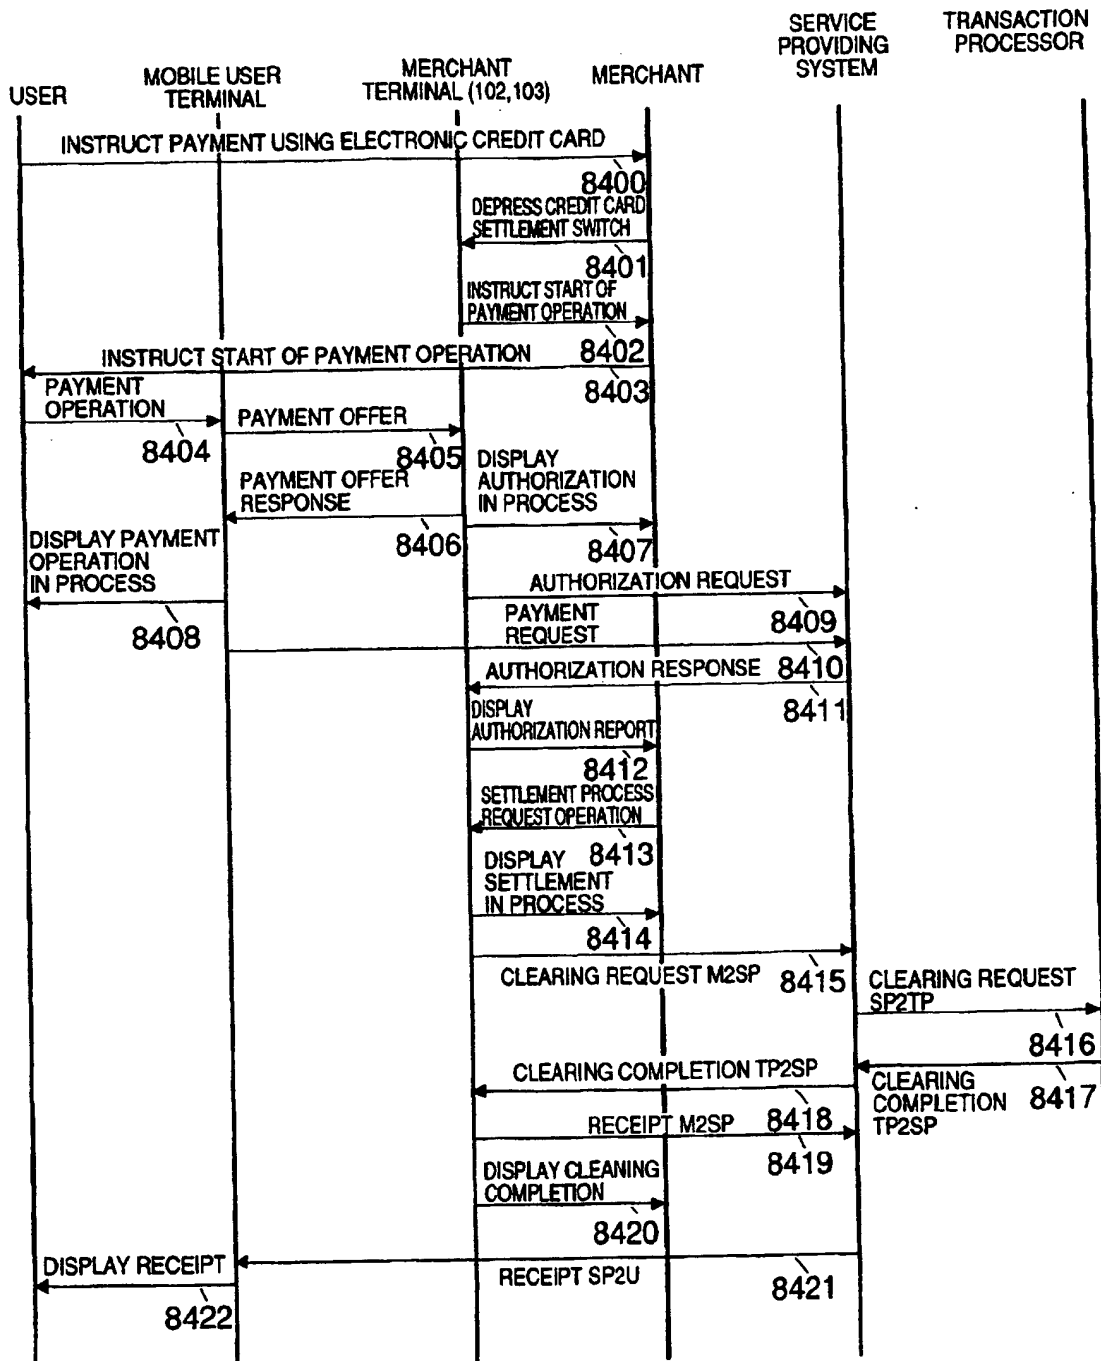 SERVICE
PROVIDING
SYSTEM
TRANSACTION
PROCESSOR
USER
MOBILE USER
TERMINAL
MERCHANT
TERMINAL (102,103)
MERCHANT
INSTRUCT PAYMENT USING ELECTRONIC CREDIT CARD
8400
DEPRESS CREDIT CARD
SETTLEMENT SWITCH
8401
INSTRUCT START OF
PAYMENT OPERATION
8402
INSTRUCT START OF PAYMENT OPERATION
8403
PAYMENT
OPERATION
8404
PAYMENT OFFER
8405
PAYMENT OFFER
RESPONSE
8406
DISPLAY
AUTHORIZATION
IN PROCESS
8407
DISPLAY PAYMENT
OPERATION
IN PROCESS
8408
AUTHORIZATION REQUEST
8409
PAYMENT
REQUEST
8410
AUTHORIZATION RESPONSE
8411
DISPLAY
AUTHORIZATION REPORT
8412
SETTLEMENT PROCESS
REQUEST OPERATION
8413
DISPLAY
SETTLEMENT
IN PROCESS
8414
CLEARING REQUEST M2SP
8415
CLEARING REQUEST
SP2TP
8416
CLEARING
COMPLETION
TP2SP
8417
CLEARING COMPLETION TP2SP
8418
RECEIPT M2SP
8419
DISPLAY CLEANING
COMPLETION
8420
RECEIPT SP2U
8421
DISPLAY RECEIPT
8422